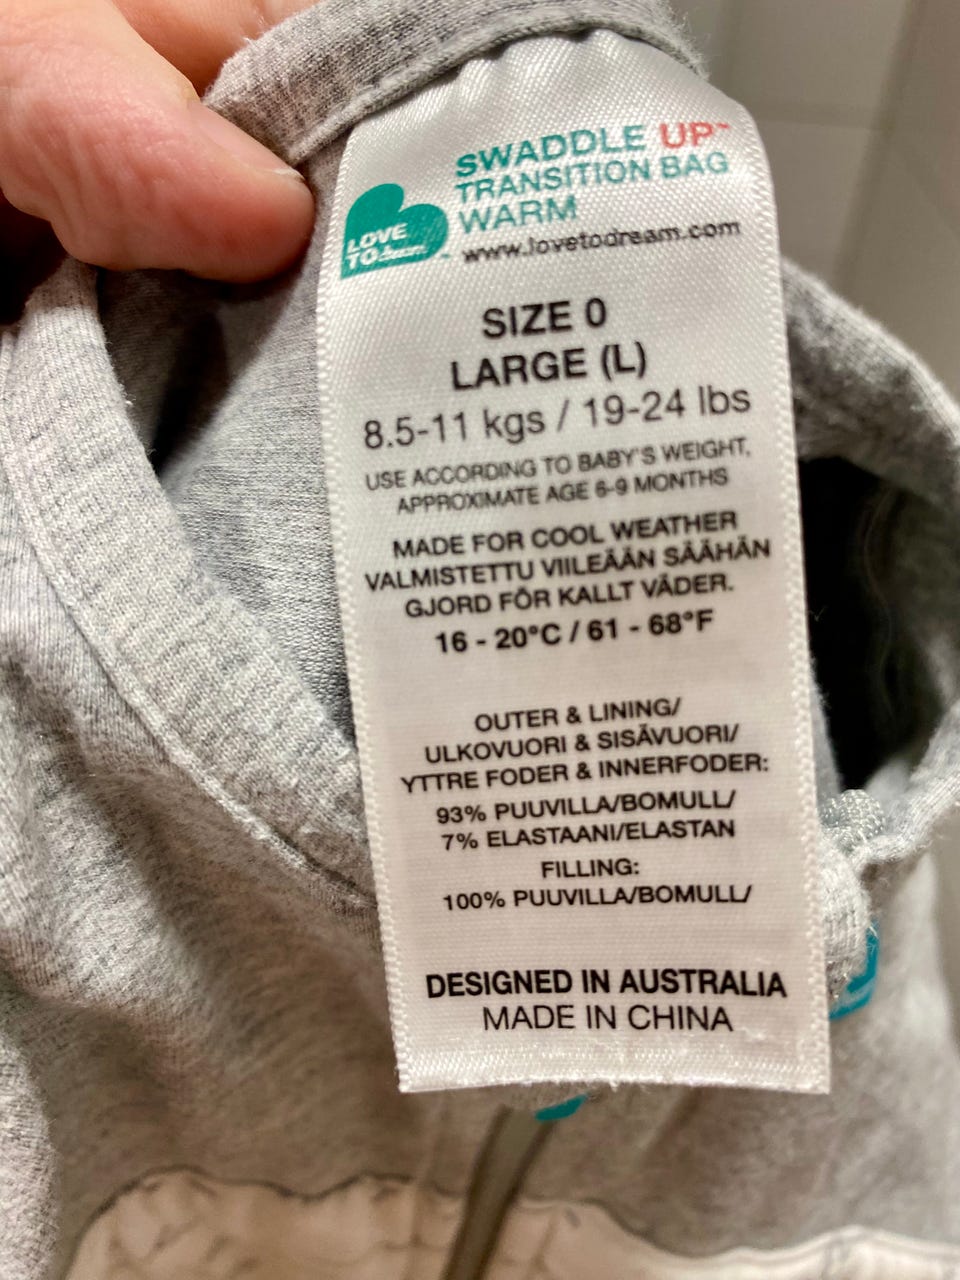 SWADDLE UP™
TRANSITION BAG
WARM
www.lovetodream.com
LOVE
TO dream
™
SIZE 0
LARGE (L)
8.5-11 kgs / 19-24 lbs
USE ACCORDING TO BABY'S WEIGHT,
APPROXIMATE AGE 6-9 MONTHS
MADE FOR COOL WEATHER
VALMISTETTU VIILEÄÄN SÄÄHÄN
GJORD FÖR KALLT VÄDER.
16 - 20°C / 61 - 68°F
OUTER & LINING/
ULKOVUORI & SISÄVUORI/
YTTRE FODER & INNERFODER:
93% PUUVILLA/BOMULL/
7% ELASTAANI/ELASTAN
FILLING:
100% PUUVILLA/BOMULL/
DESIGNED IN AUSTRALIA
MADE IN CHINA